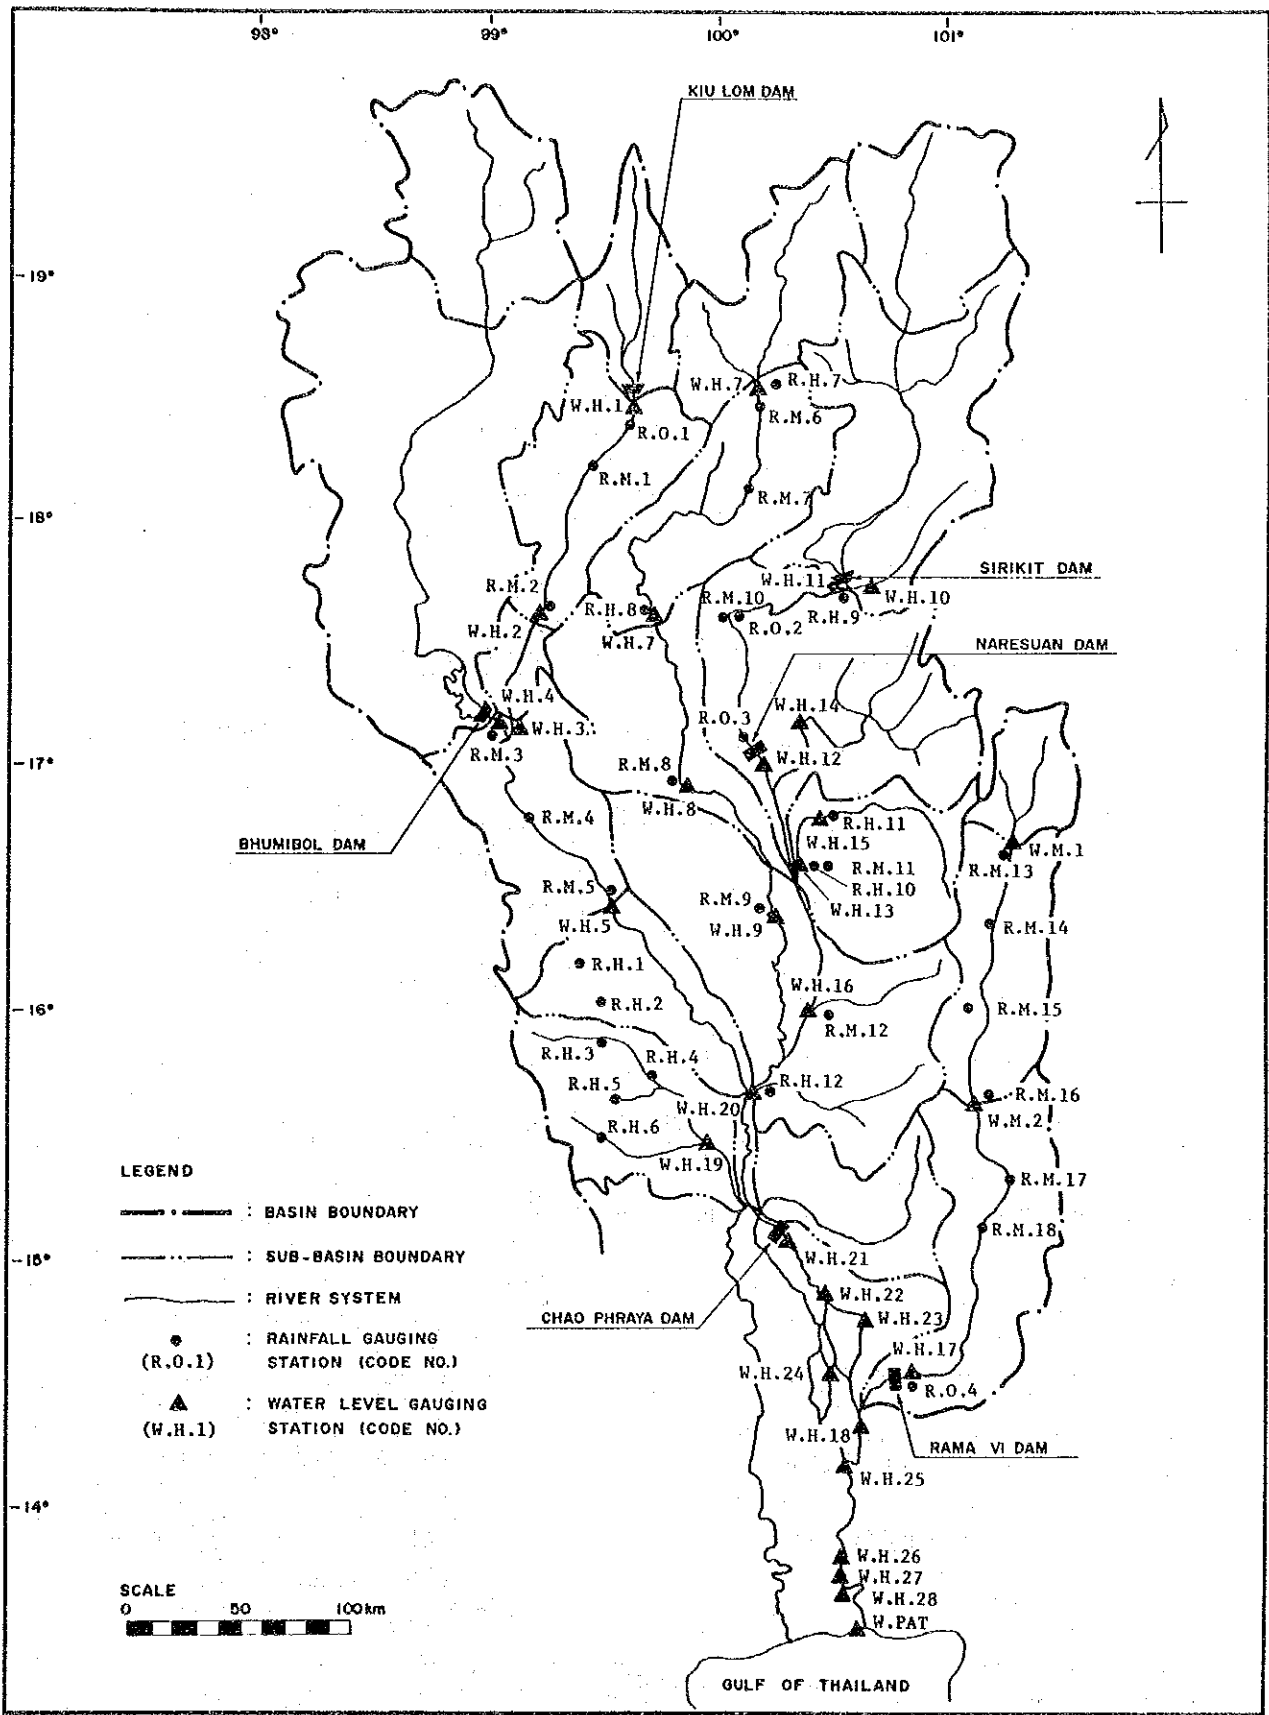 98°
99°
100°
101°
KIU LOM DAM
-19°
W.H.7
R.H.7
W.H.1
R.M.6
R.O.1
R.M.1
R.M.7
-18°
SIRIKIT DAM
W.H.11
R.M.2
R.M.10
W.H.10
R.H.8
R.H.9
R.O.2
W.H.2
W.H.7
NARESUAN DAM
W.H.4
W.H.14
R.O.3
W.H.3
R.M.3
W.H.12
-17°
R.M.8
W.H.8
R.M.4
R.H.11
BHUMIBOL DAM
W.H.15
W.M.1
R.M.11
R.M.13
R.M.5
R.H.10
R.M.9
W.H.13
W.H.5
W.H.9
R.M.14
R.H.1
W.H.16
R.H.2
-16°
R.M.15
R.M.12
R.H.3
R.H.4
R.H.5
R.H.12
R.M.16
W.H.20
W.M.2
R.H.6
W.H.19
R.M.17
R.M.18
LEGEND
: BASIN BOUNDARY
: SUB-BASIN BOUNDARY
: RIVER SYSTEM
: RAINFALL GAUGING
(R.O.1) STATION (CODE NO.)
: WATER LEVEL GAUGING
(W.H.1) STATION (CODE NO.)
-15°
W.H.21
W.H.22
CHAO PHRAYA DAM
W.H.23
W.H.17
W.H.24
R.O.4
W.H.18
RAMA VI DAM
W.H.25
-14°
W.H.26
W.H.27
W.H.28
W.PAT
SCALE
0 50 100km
GULF OF THAILAND